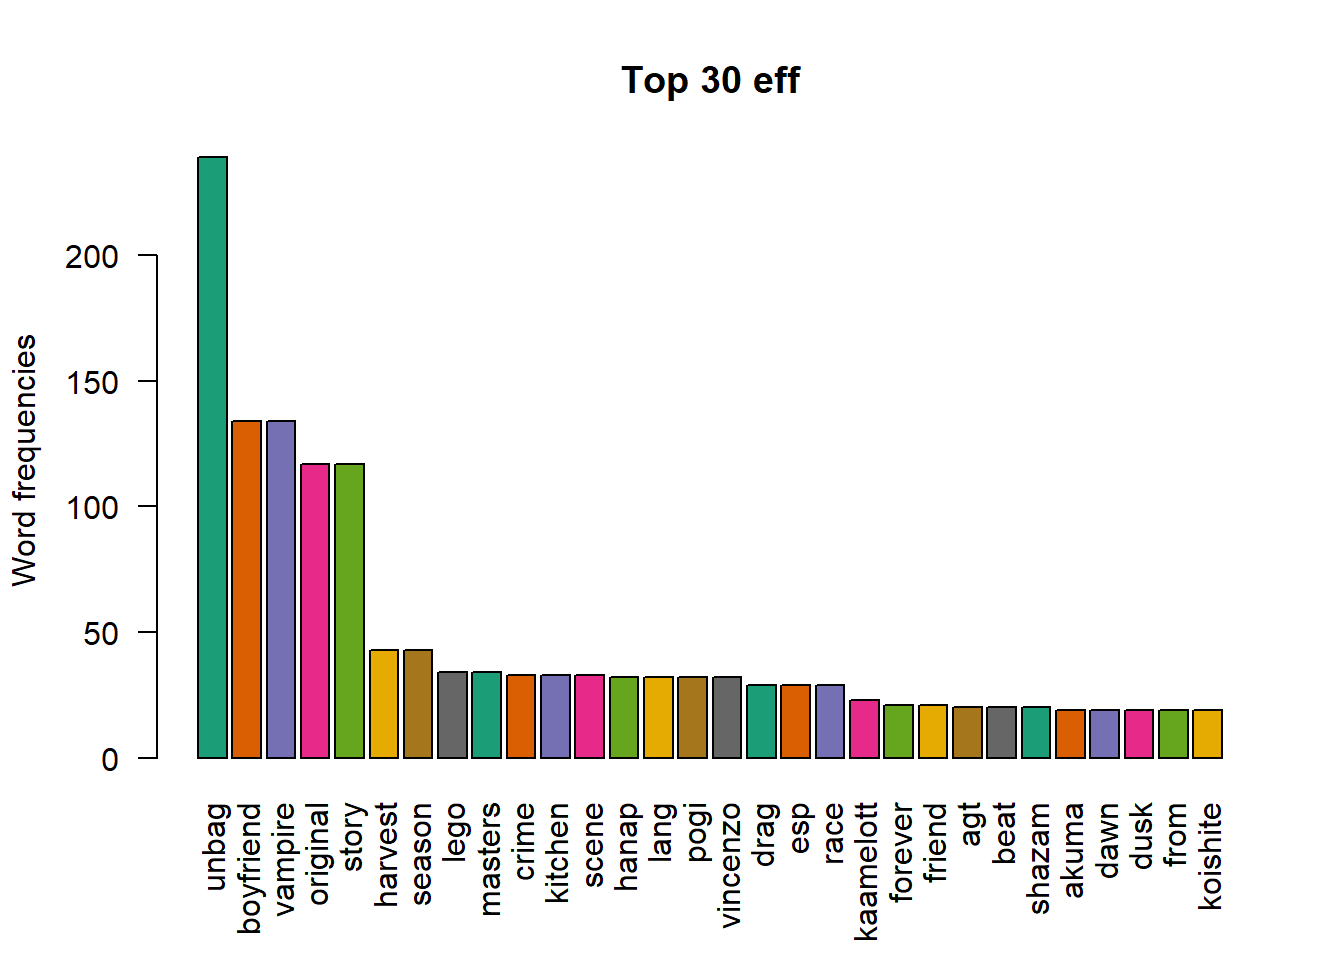 Top 30 eff
Word frequencies
200
150
100
50
0
unbag
boyfriend
vampire
original
story
harvest
season
lego
masters
crime
kitchen
scene
hanap
lang
pogi
vincenzo
drag
esp
race
kaamelott
forever
friend
agt
beat
shazam
akuma
dawn
dusk
from
koishite